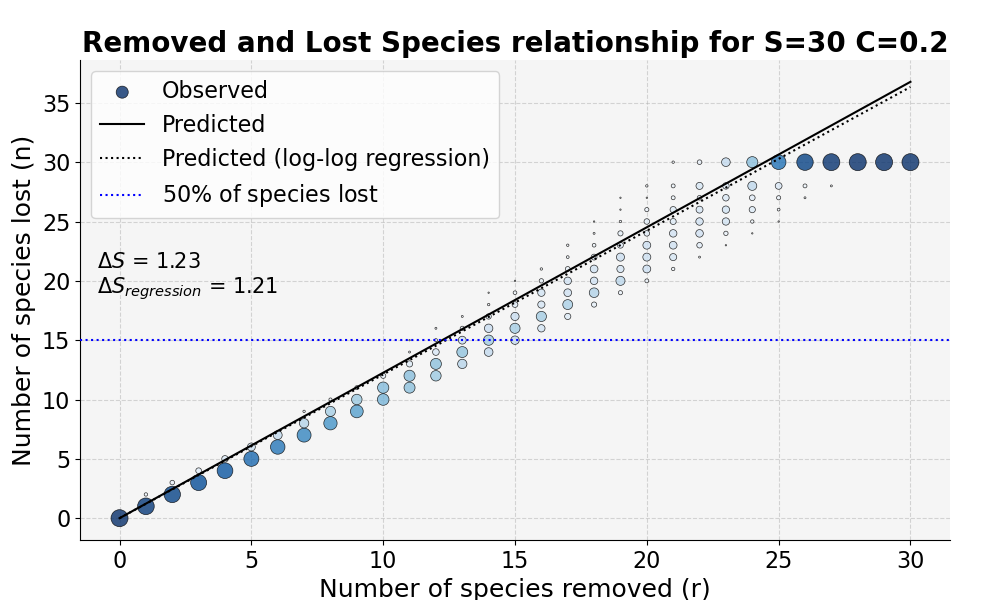 Removed and Lost Species relationship for S=30 C=0.2
Observed
Predicted
Predicted (log-log regression)
50% of species lost
ΔS = 1.23
ΔS_regression = 1.21
Number of species lost (n)
35
30
25
20
15
10
5
0
0 5 10 15 20 25 30
Number of species removed (r)